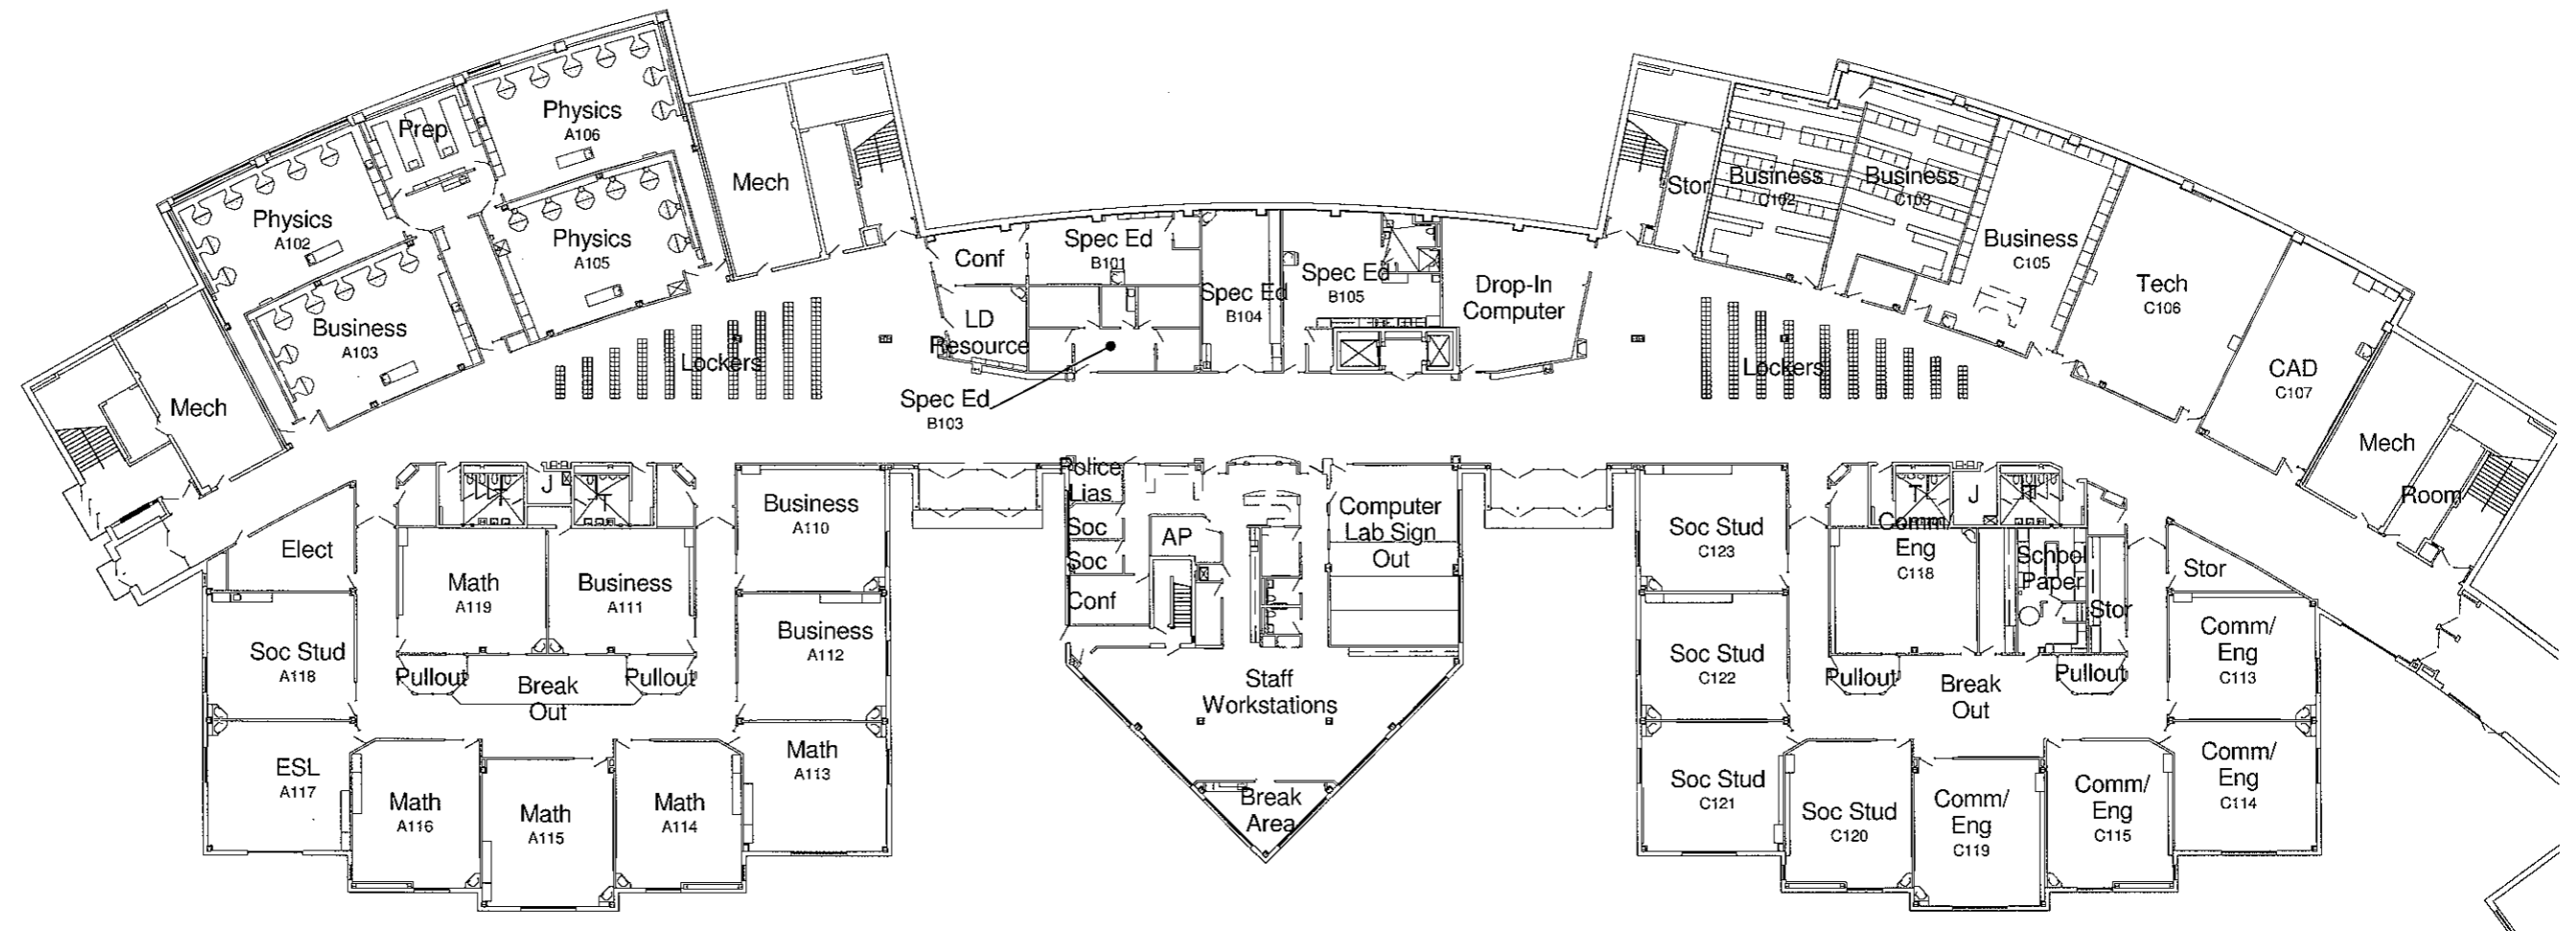 Physics
A106
Prep
Physics
A102
Physics
A105
Mech
Business
A103
Mech
Lockers
Conf
Spec Ed
B101
LD
Resource
Spec Ed
B103
Spec Ed
B104
Spec Ed
B105
Drop-In
Computer
Stor
Business
C102
Business
C103
Business
C105
Tech
C106
CAD
C107
Mech
Room
Lockers
Elect
T
J
T
Math
A119
Business
A111
Business
A110
Business
A112
Soc Stud
A118
Pullout
Break
Out
Pullout
ESL
A117
Math
A116
Math
A115
Math
A114
Math
A113
Police
Lias
Soc
Soc
Conf
AP
Computer
Lab Sign
Out
Staff
Workstations
Break
Area
Soc Stud
C123
Soc Stud
C122
Soc Stud
C121
Soc Stud
C120
J
Comm/
Eng
C118
School
Paper
Stor
Stor
Pullout
Break
Out
Pullout
Comm/
Eng
C113
Comm/
Eng
C114
Comm/
Eng
C115
Comm/
Eng
C119